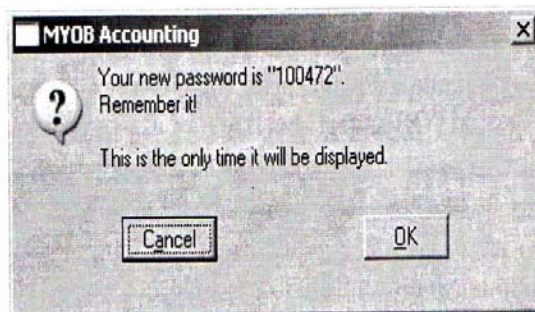 MYOB Accounting
X
?
Your new password is "100472".
Remember it!
This is the only time it will be displayed.
Cancel
OK